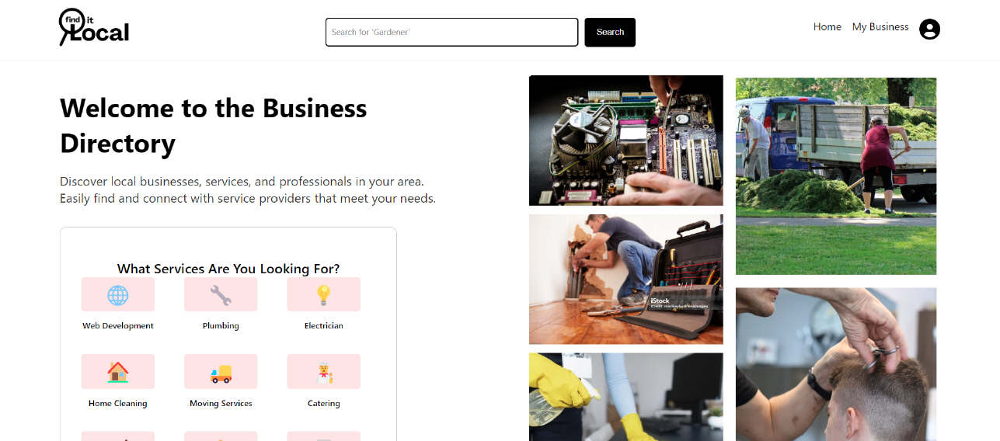 find it
Local
Search for 'Gardener'
Search
Home
My Business
Welcome to the Business
Directory
Discover local businesses, services, and professionals in your area.
Easily find and connect with service providers that meet your needs.
What Services Are You Looking For?
Web Development
Plumbing
Electrician
Home Cleaning
Moving Services
Catering
iStock
Credit: monkeybusinessimages